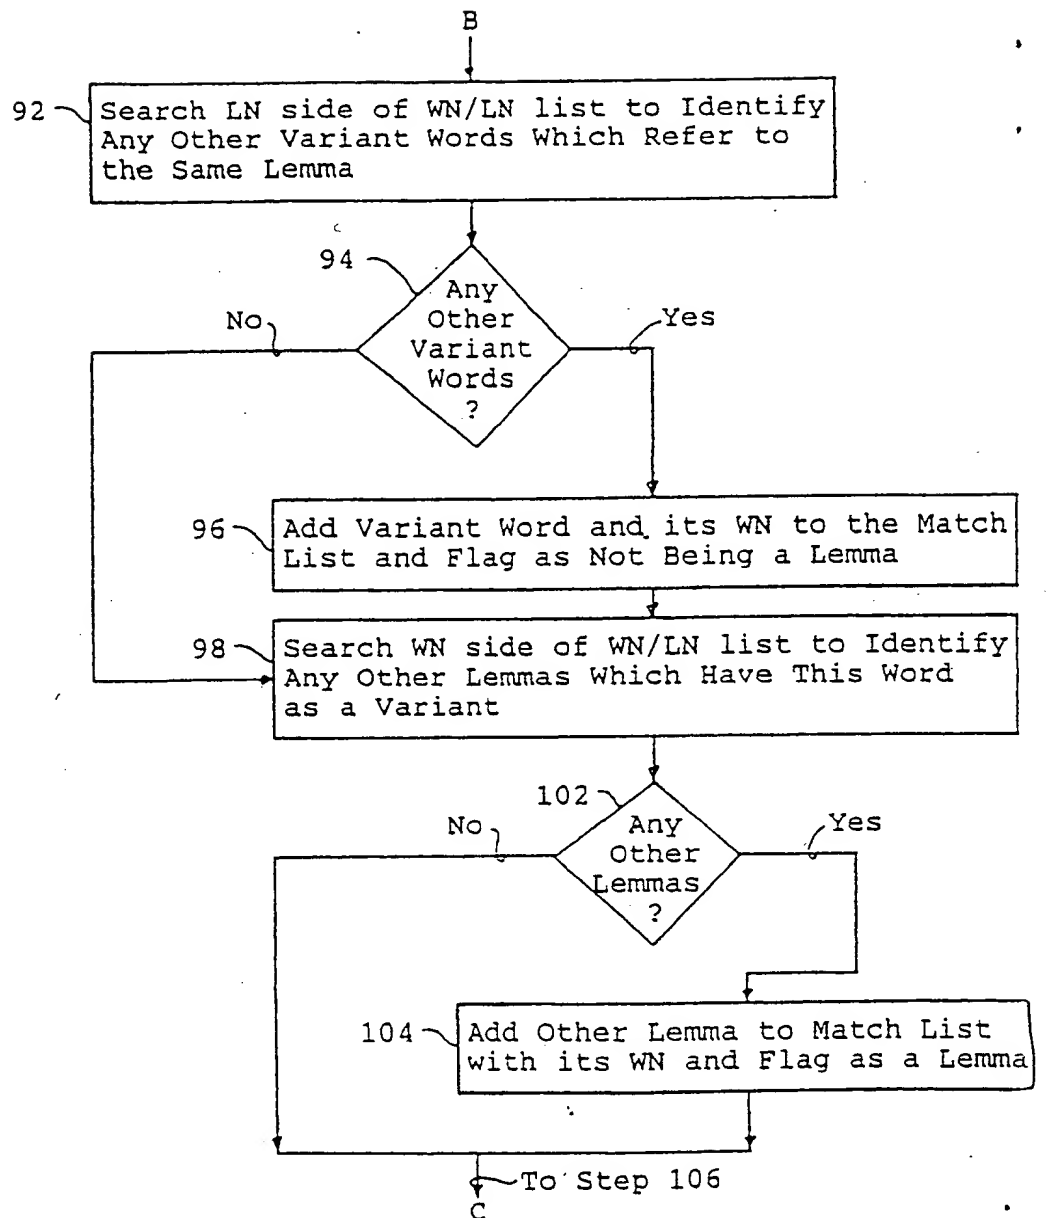 B
92
Search LN side of WN/LN list to Identify
Any Other Variant Words Which Refer to
the Same Lemma
94
Any
Other
Variant
Words
?
No
Yes
96
Add Variant Word and its WN to the Match
List and Flag as Not Being a Lemma
98
Search WN side of WN/LN list to Identify
Any Other Lemmas Which Have This Word
as a Variant
102
Any
Other
Lemmas
?
No
Yes
104
Add Other Lemma to Match List
with its WN and Flag as a Lemma
To Step 106
C